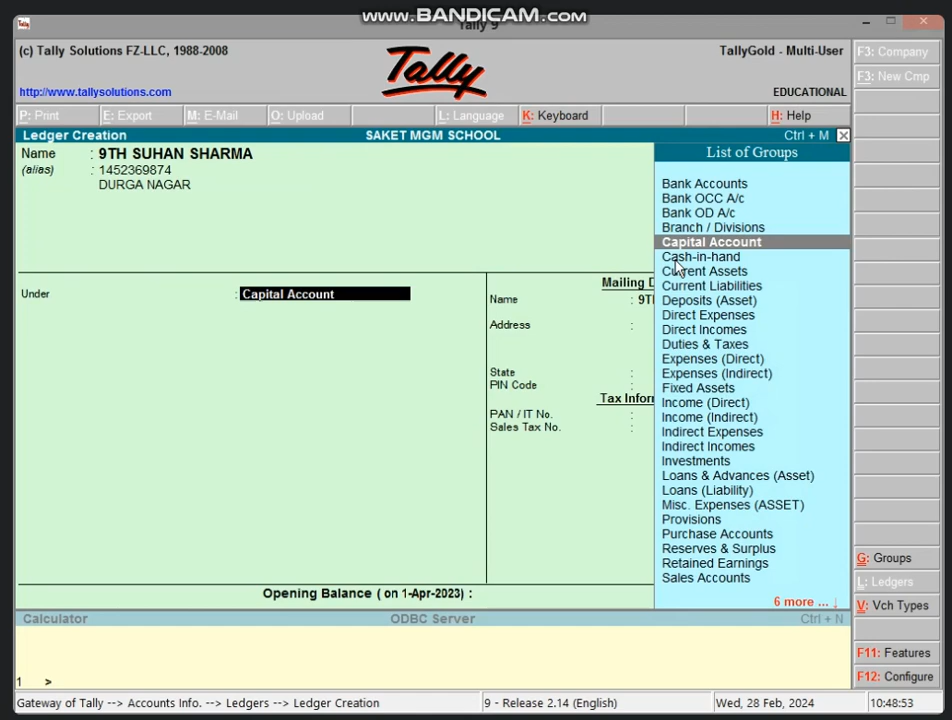 www.BANDICAM.com
Tally 9
(c) Tally Solutions FZ-LLC, 1988-2008
Tally
TallyGold - Multi-User
http://www.tallysolutions.com
EDUCATIONAL
P: Print
E: Export
M: E-Mail
O: Upload
L: Language
K: Keyboard
H: Help
F3: Company
F3: New Cmp
Ledger Creation
SAKET MGM SCHOOL
Ctrl + M
Name : 9TH SUHAN SHARMA
(alias) : 1452369874
DURGA NAGAR
Under : Capital Account
Mailing D
Name : 9TH
Address :
State :
PIN Code :
Tax Infor
PAN / IT No. :
Sales Tax No. :
Opening Balance ( on 1-Apr-2023) :
List of Groups
Bank Accounts
Bank OCC A/c
Bank OD A/c
Branch / Divisions
Capital Account
Cash-in-hand
Current Assets
Current Liabilities
Deposits (Asset)
Direct Expenses
Direct Incomes
Duties & Taxes
Expenses (Direct)
Expenses (Indirect)
Fixed Assets
Income (Direct)
Income (Indirect)
Indirect Expenses
Indirect Incomes
Investments
Loans & Advances (Asset)
Loans (Liability)
Misc. Expenses (ASSET)
Provisions
Purchase Accounts
Reserves & Surplus
Retained Earnings
Sales Accounts
6 more ... ↓
G: Groups
L: Ledgers
V: Vch Types
F11: Features
F12: Configure
Calculator
ODBC Server
Ctrl + N
1 >
Gateway of Tally --> Accounts Info. --> Ledgers --> Ledger Creation
9 - Release 2.14 (English)
Wed, 28 Feb, 2024
10:48:53